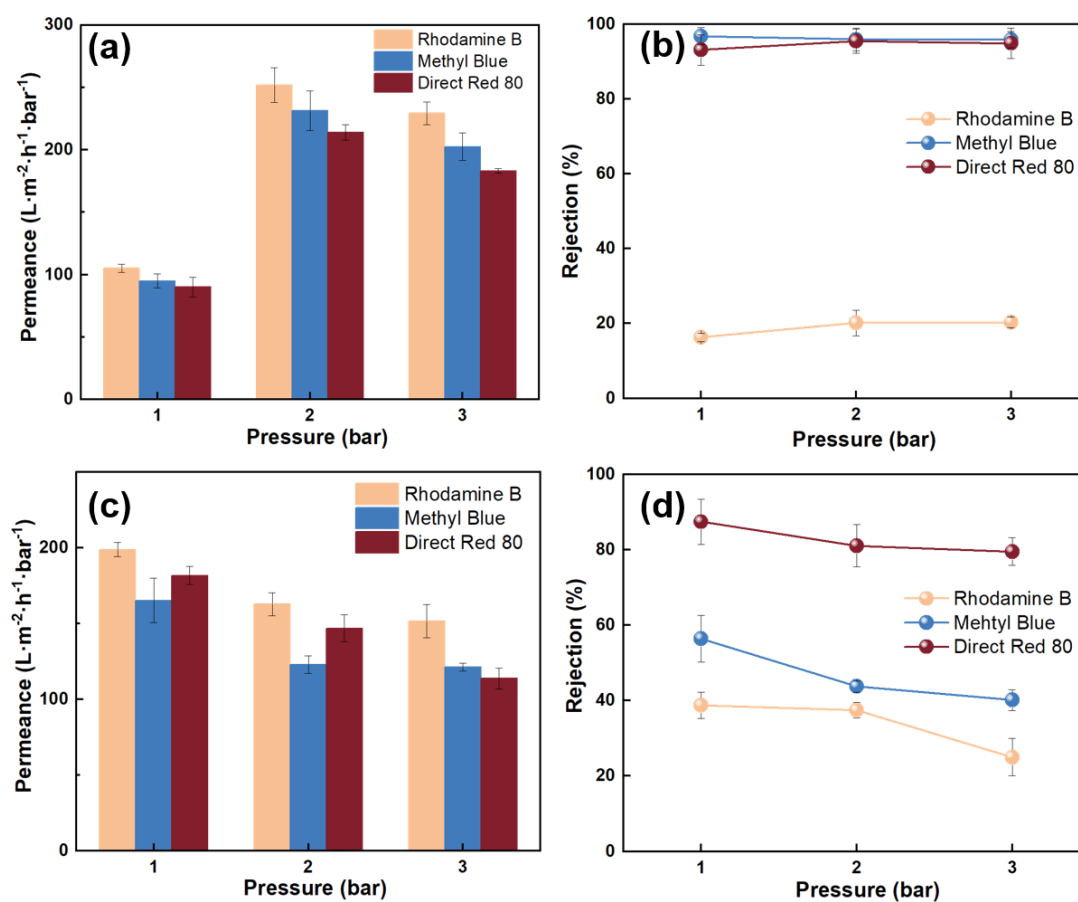 (a)
Rhodamine B
Methyl Blue
Direct Red 80
300
200
100
0
1
2
3
Permeance (L·m⁻²·h⁻¹·bar⁻¹)
Pressure (bar)
(b)
Rhodamine B
Methyl Blue
Direct Red 80
100
80
60
40
20
0
1
2
3
Rejection (%)
Pressure (bar)
(c)
Rhodamine B
Methyl Blue
Direct Red 80
200
100
0
1
2
3
Permeance (L·m⁻²·h⁻¹·bar⁻¹)
Pressure (bar)
(d)
Rhodamine B
Mehtyl Blue
Direct Red 80
100
80
60
40
20
0
1
2
3
Rejection (%)
Pressure (bar)